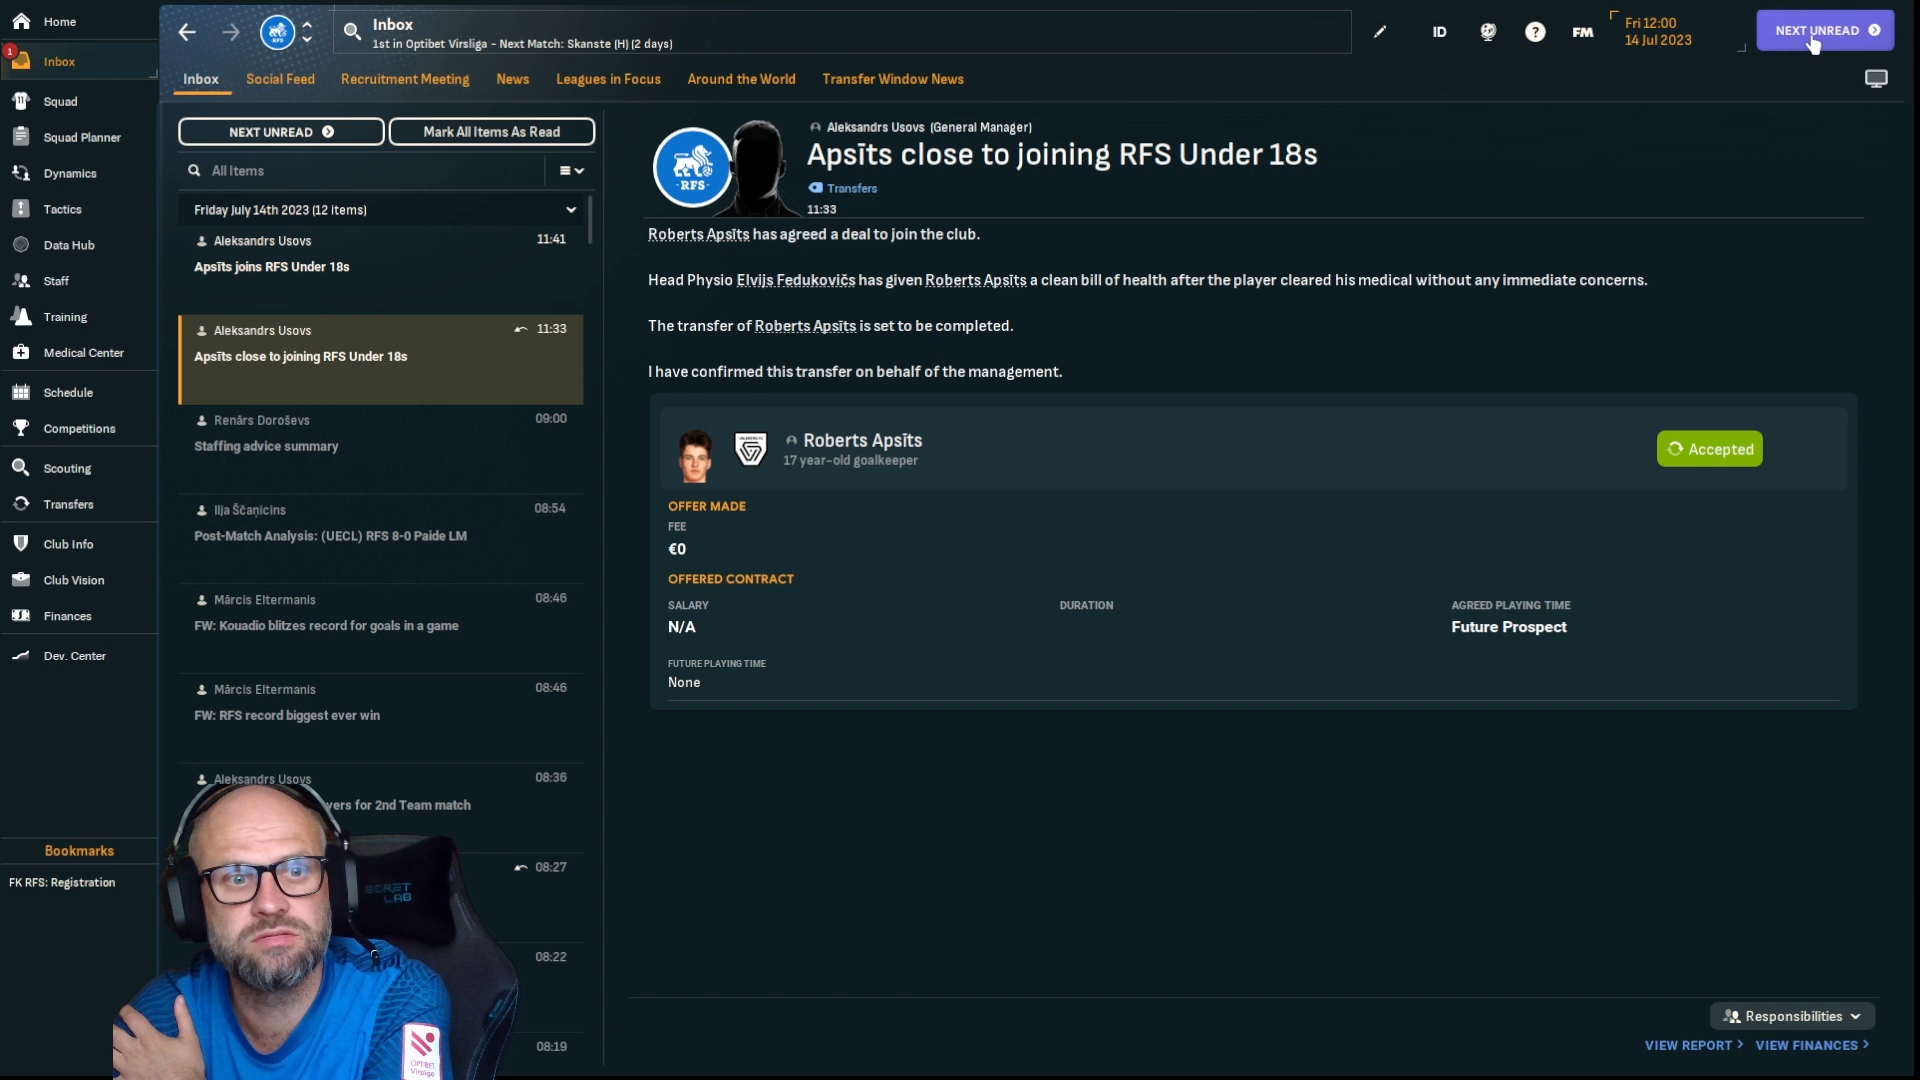 Home
1
Inbox
Squad
Squad Planner
Dynamics
Tactics
Data Hub
Staff
Training
Medical Center
Schedule
Competitions
Scouting
Transfers
Club Info
Club Vision
Finances
Dev. Center
Bookmarks
FK RFS: Registration
Inbox
1st in Optibet Virsliga - Next Match: Skanste (H) (2 days)
ID
?
FM
Fri 12:00
14 Jul 2023
NEXT UNREAD
Inbox
Social Feed
Recruitment Meeting
News
Leagues in Focus
Around the World
Transfer Window News
NEXT UNREAD
Mark All Items As Read
All Items
Friday July 14th 2023 (12 items)
Aleksandrs Usovs 11:41
Apsīts joins RFS Under 18s
Aleksandrs Usovs 11:33
Apsīts close to joining RFS Under 18s
Renārs Doroševs 09:00
Staffing advice summary
Iļja Ščaņicins 08:54
Post-Match Analysis: (UECL) RFS 8-0 Paide LM
Mārcis Eltermanis 08:46
FW: Kouadio blitzes record for goals in a game
Mārcis Eltermanis 08:46
FW: RFS record biggest ever win
Aleksandrs Usovs 08:36
yers for 2nd Team match
08:27
08:22
08:19
SECRET
LAB
OPTIBET
Virsliga
RFS
Aleksandrs Usovs (General Manager)
Apsīts close to joining RFS Under 18s
Transfers
11:33
Roberts Apsīts has agreed a deal to join the club.
Head Physio Elvijs Fedukovičs has given Roberts Apsīts a clean bill of health after the player cleared his medical without any immediate concerns.
The transfer of Roberts Apsīts is set to be completed.
I have confirmed this transfer on behalf of the management.
Roberts Apsīts
17 year-old goalkeeper
Accepted
OFFER MADE
FEE
€0
OFFERED CONTRACT
SALARY
N/A
DURATION
AGREED PLAYING TIME
Future Prospect
FUTURE PLAYING TIME
None
Responsibilities
VIEW REPORT
VIEW FINANCES